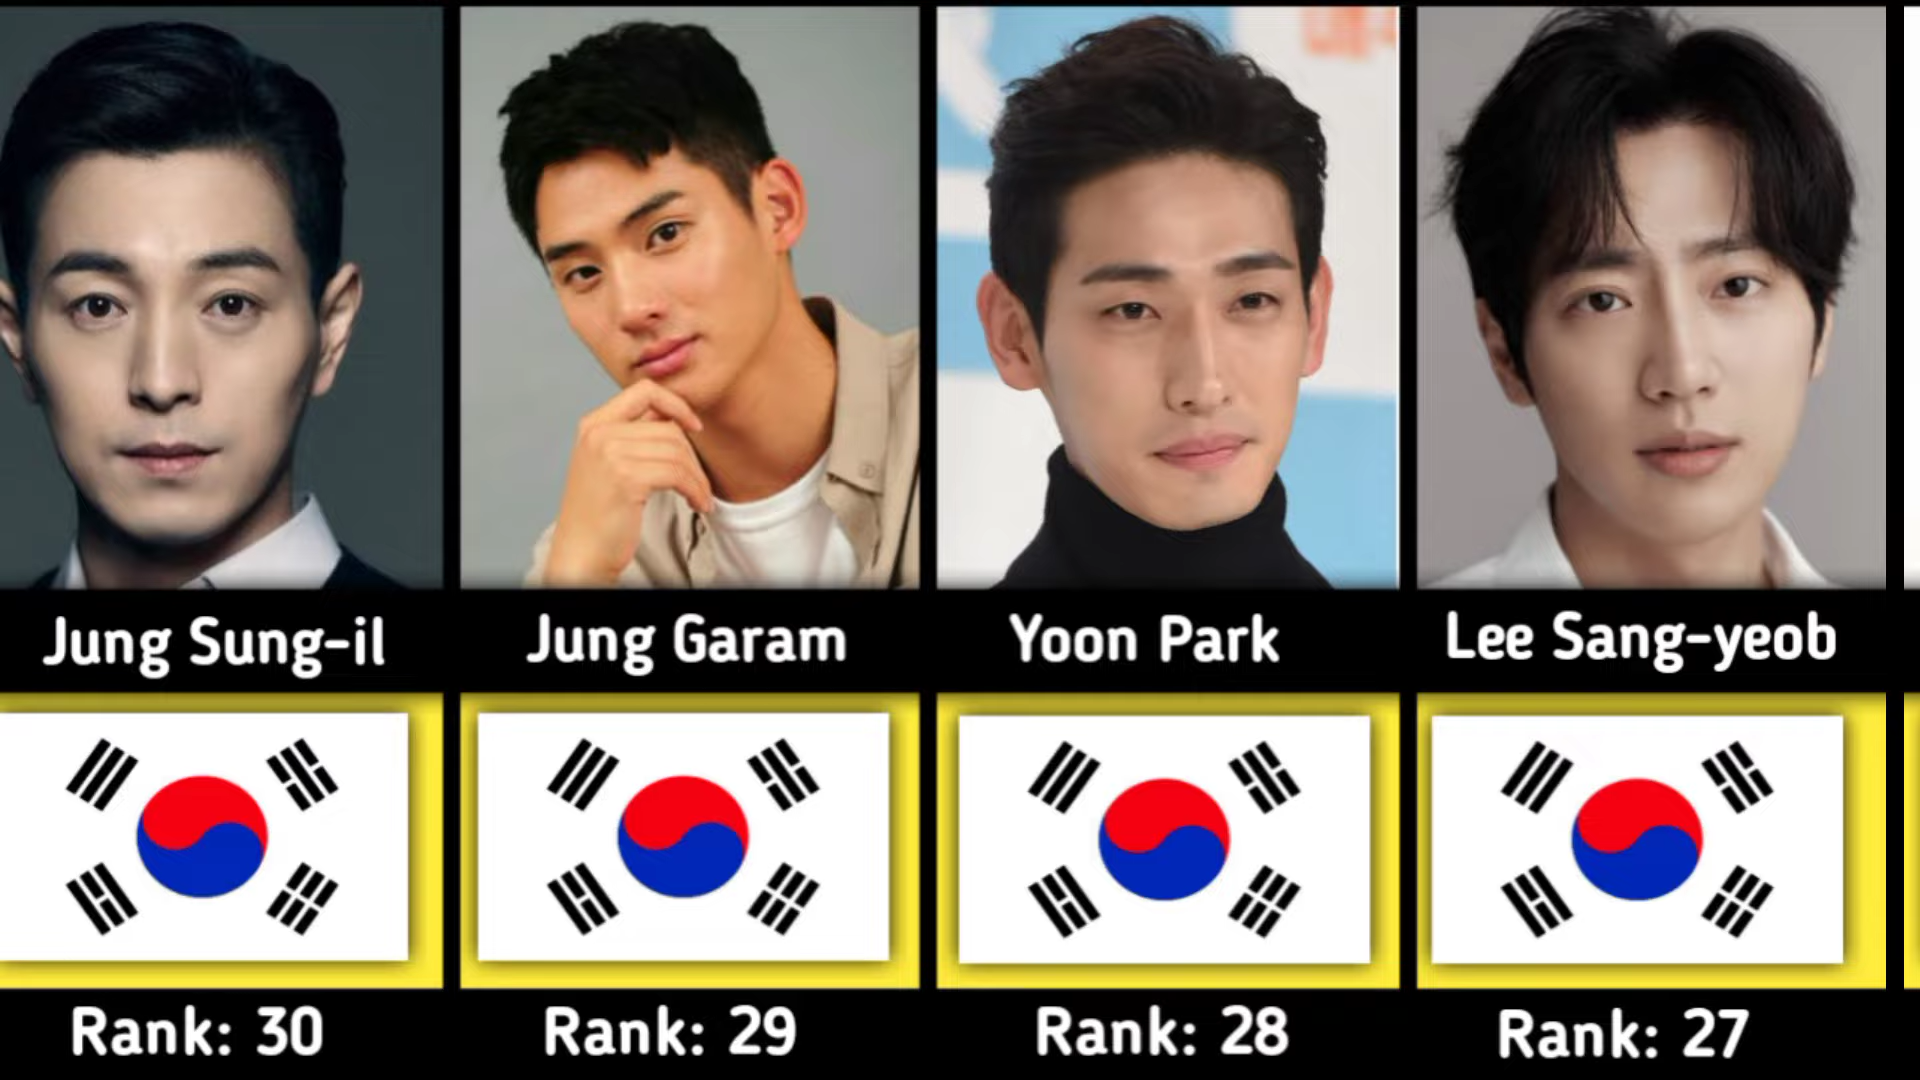 Jung Sung-il
Jung Garam
Yoon Park
Lee Sang-yeob
Rank: 30
Rank: 29
Rank: 28
Rank: 27